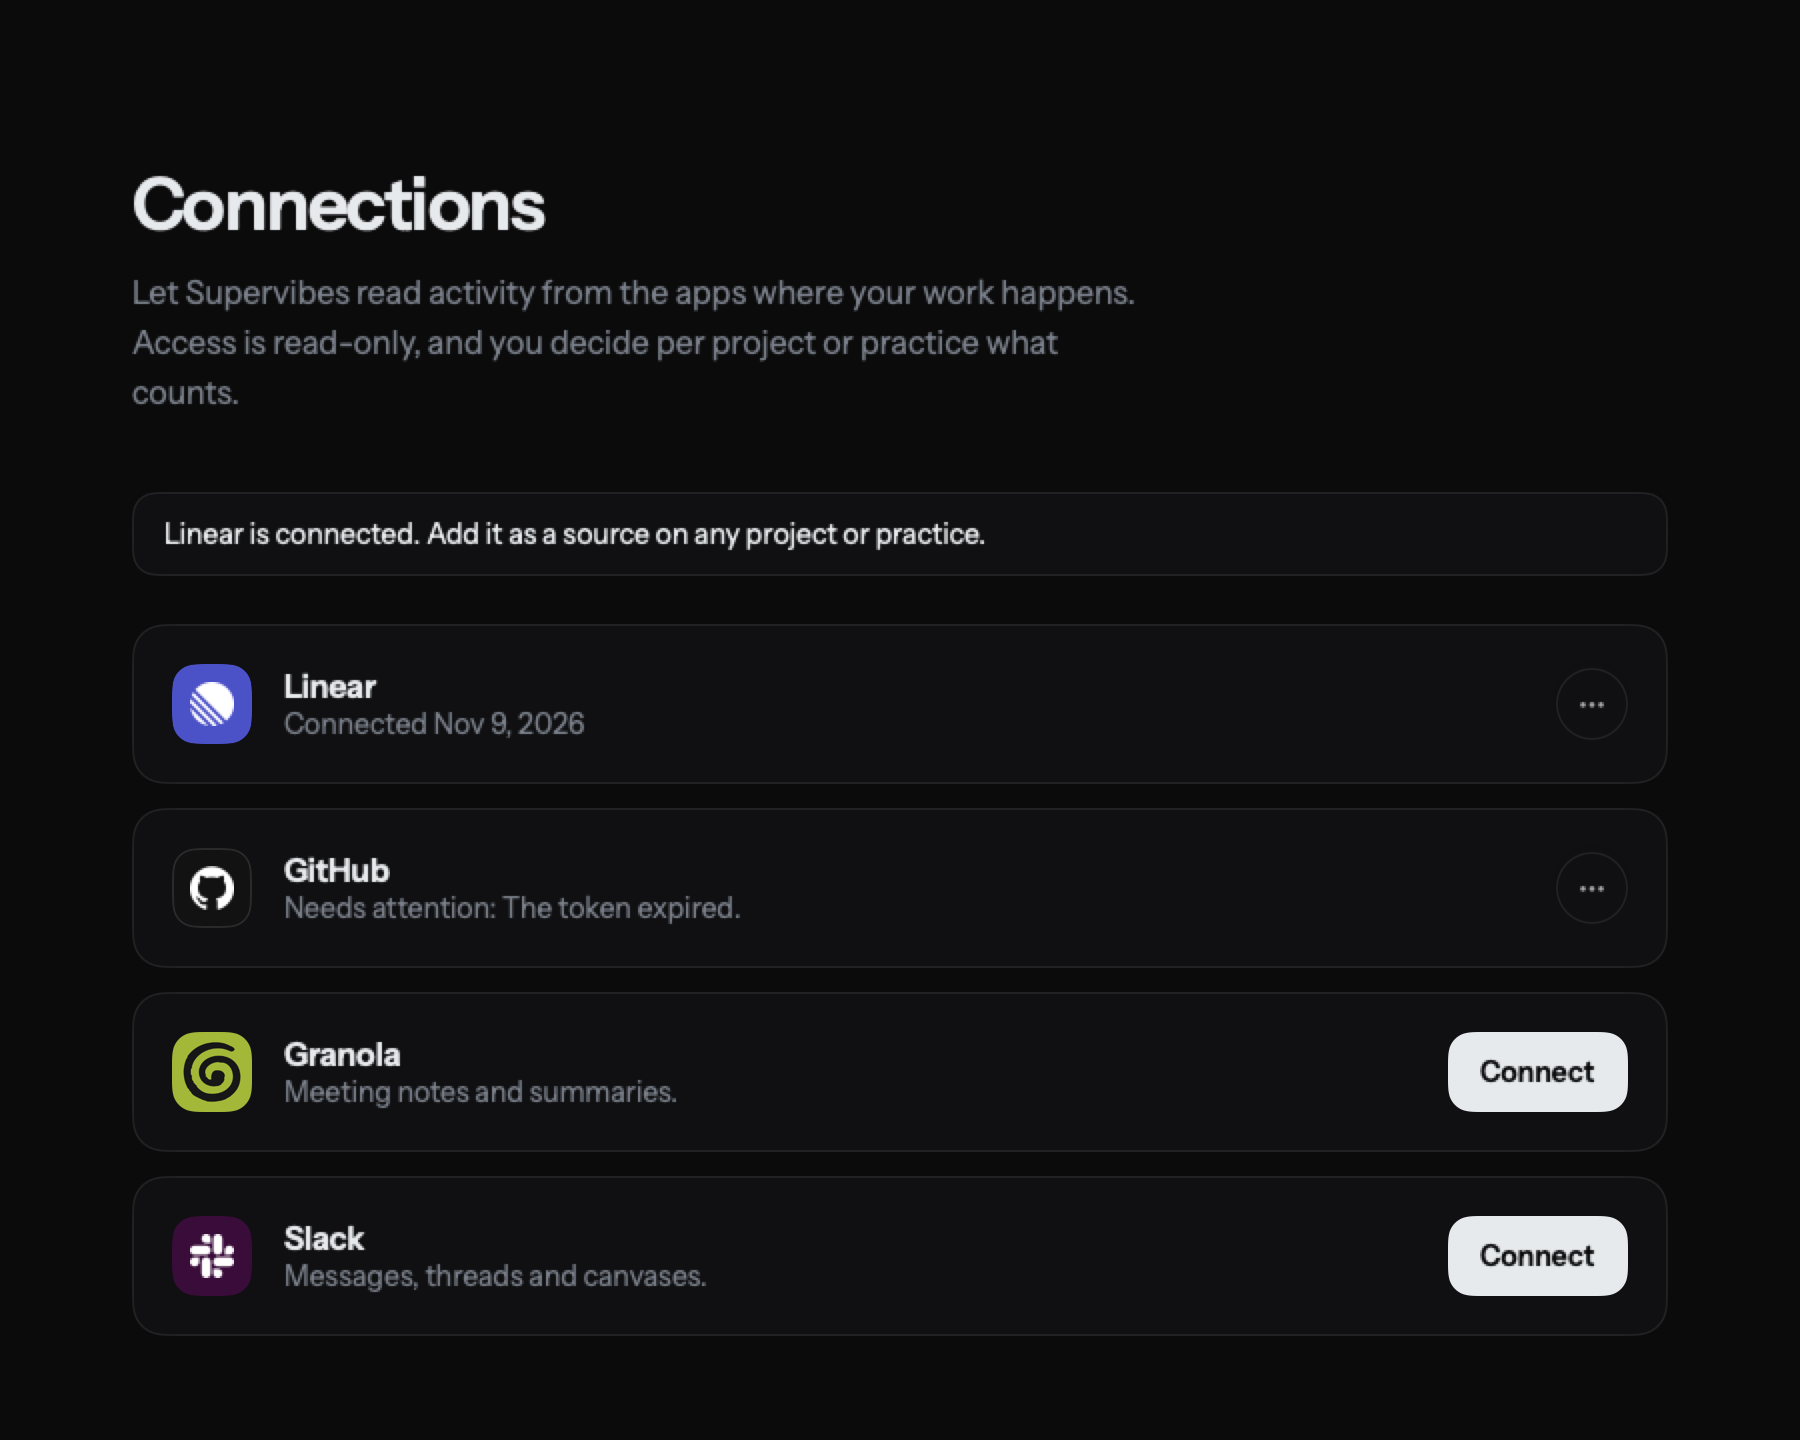 Connections
Let Supervibes read activity from the apps where your work happens.
Access is read-only, and you decide per project or practice what
counts.
Linear is connected. Add it as a source on any project or practice.
Linear
Connected Nov 9, 2026
GitHub
Needs attention: The token expired.
Granola
Meeting notes and summaries.
Connect
Slack
Messages, threads and canvases.
Connect